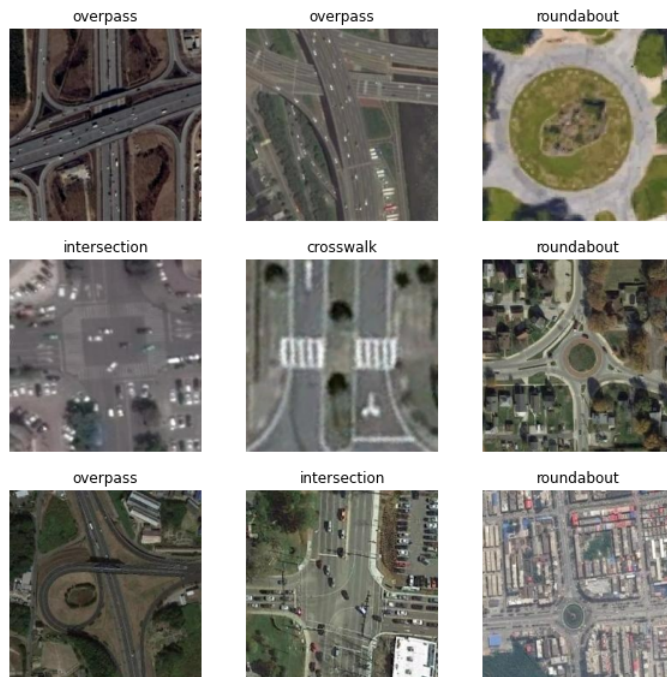 overpass
overpass
roundabout
intersection
crosswalk
roundabout
overpass
intersection
roundabout